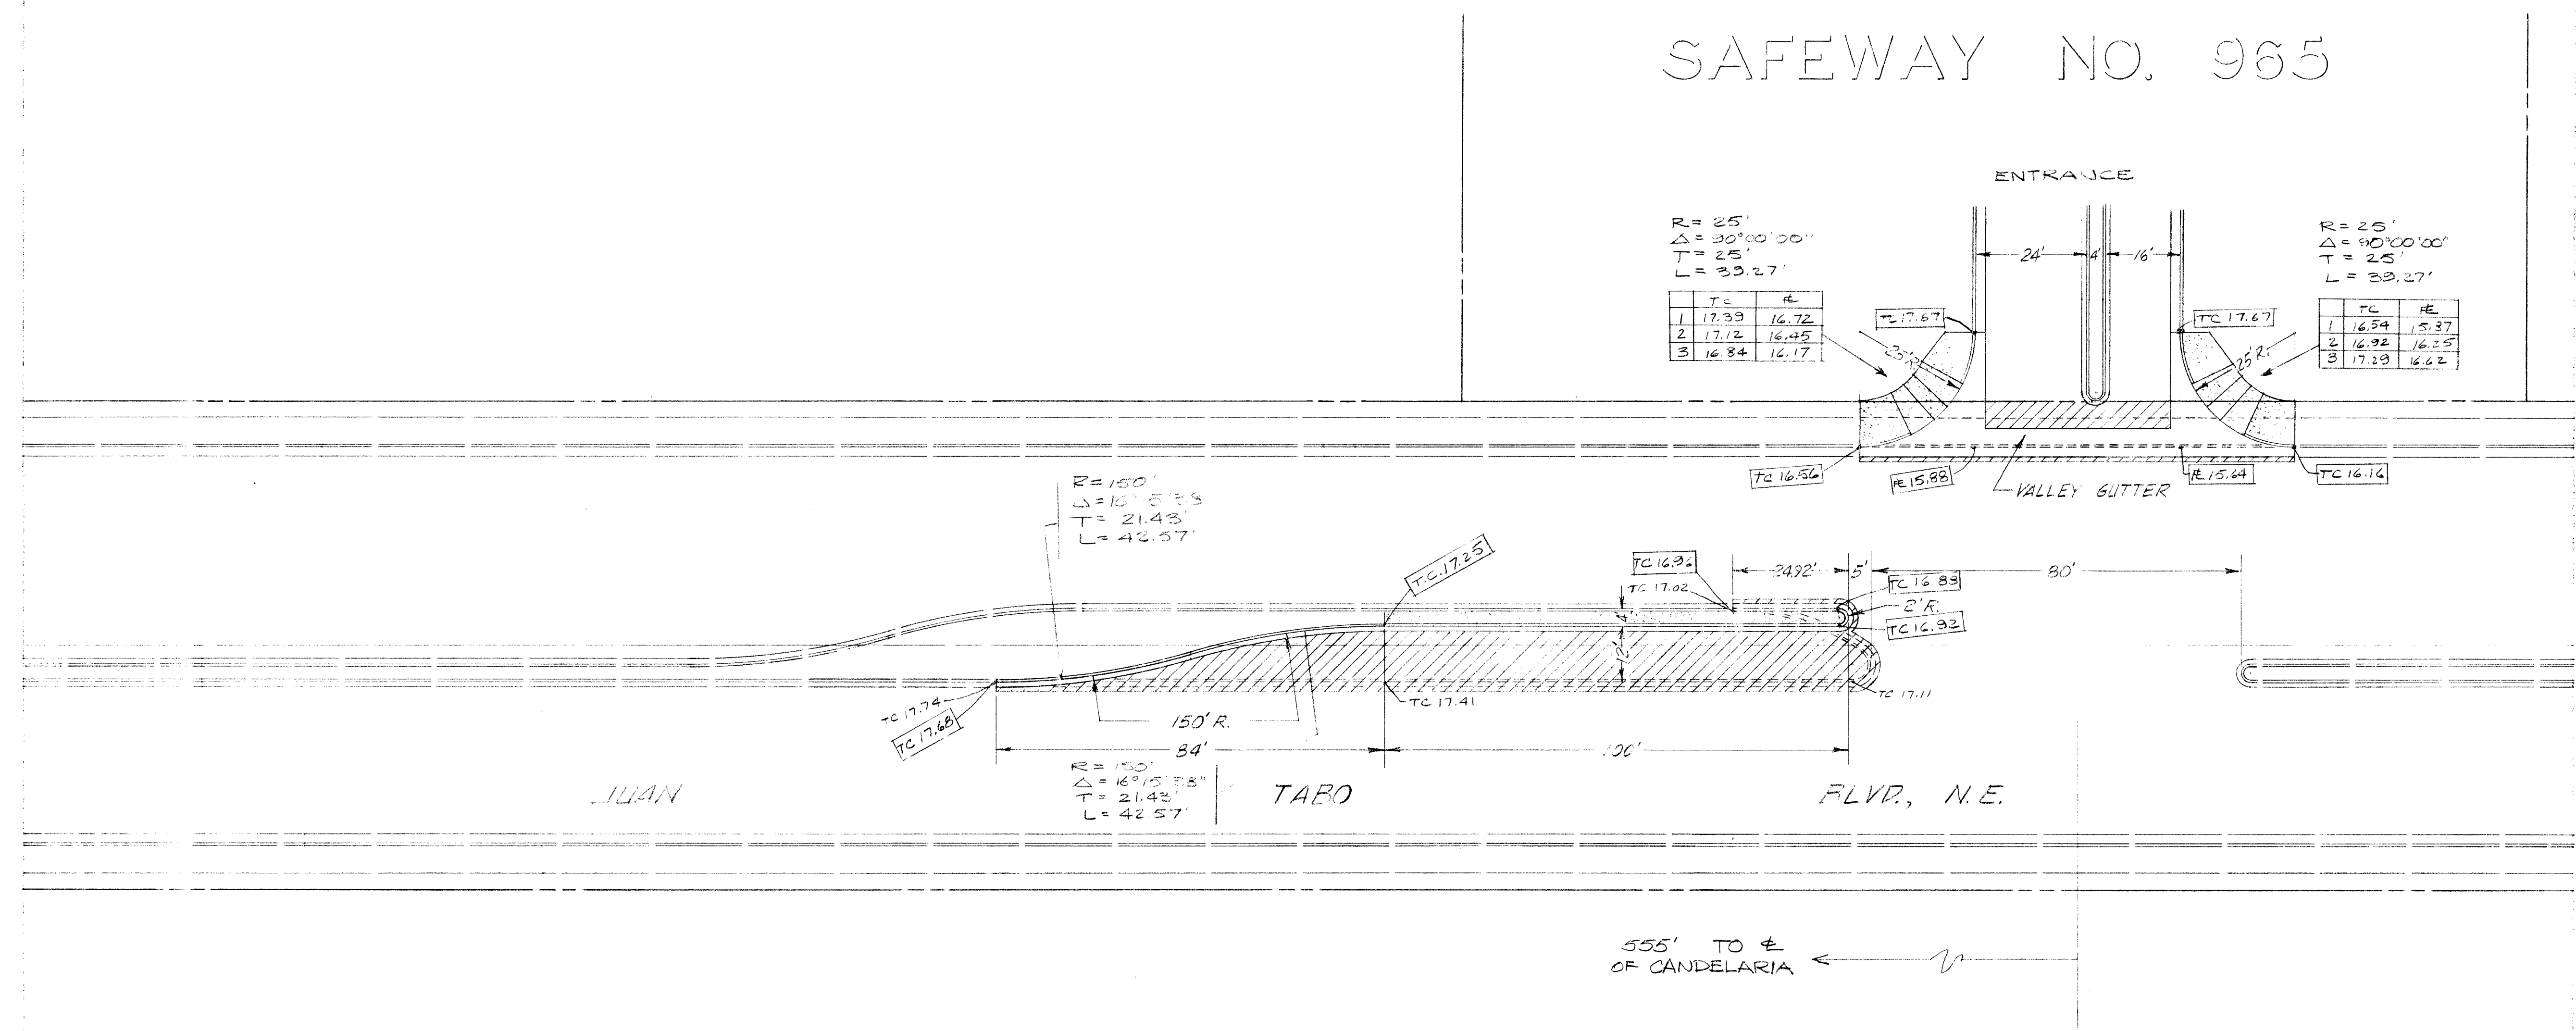 SAFEWAY NO. 965
ENTRANCE
R = 25'
Δ = 90°00'00"
T = 25'
L = 39.27'
TC ℄
1 17.39 16.72
2 17.12 16.45
3 16.84 16.17
24' 4' 16'
R = 25'
Δ = 90°00'00"
T = 25'
L = 39.27'
TC ℄
1 16.54 15.87
2 16.92 16.25
3 17.29 16.62
TC 17.67
TC 17.67
25' R.
25' R.
TC 16.56
℄ 15.88
VALLEY GUTTER
℄ 15.64
TC 16.16
R = 150'
T = 21.43'
L = 42.57'
T.C. 17.25
TC 16.96
TC 17.02
24.92' 5' 80'
TC 16.83
2' R.
TC 16.92
4'
12'
TC 17.11
TC 17.74
TC 17.68
TC 17.41
150' R.
84' 100'
R = 150'
T = 21.43'
L = 42.57'
JUAN TABO BLVD., N.E.
555' TO ℄
OF CANDELARIA